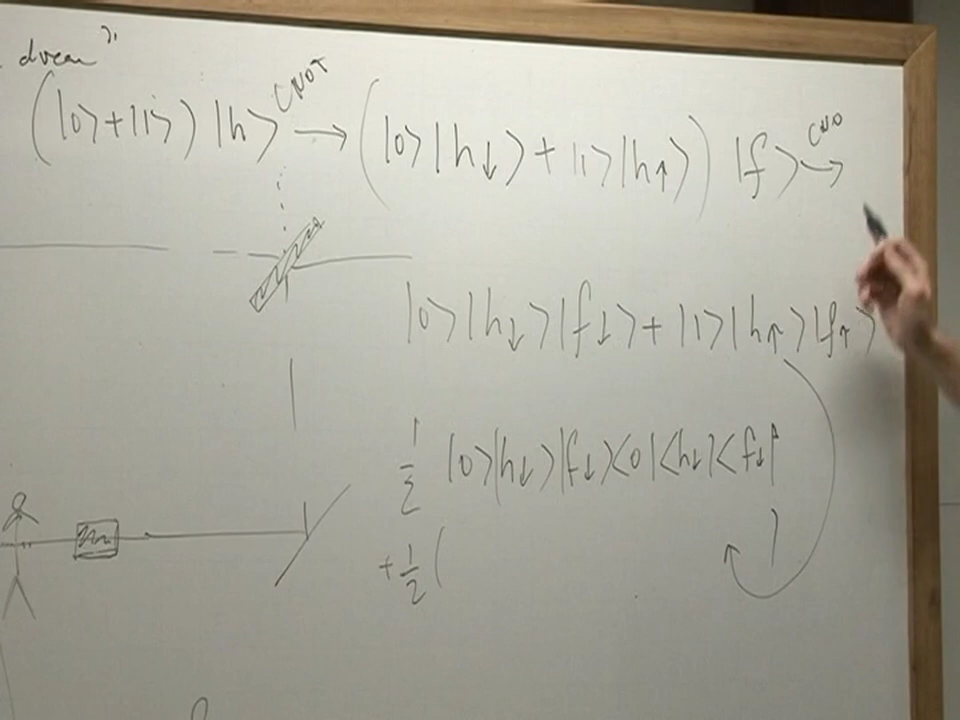 dream"
(|0>+|1>) |h> CNOT → (|0>|h↓>+|1>|h↑>) |f> CNO →
|0>|h↓>|f↓>+|1>|h↑>|f↑>
1/2 |0>|h↓>|f↓><0|<h↓|<f↓|
+1/2 ( )